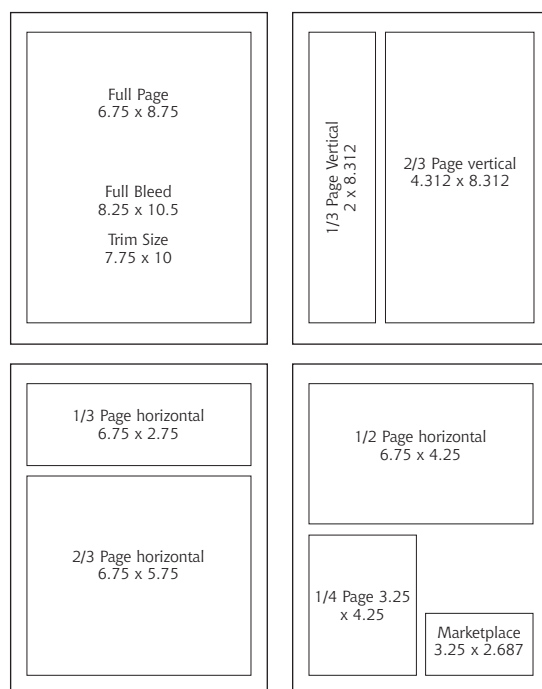 Full Page
6.75 x 8.75
Full Bleed
8.25 x 10.5
Trim Size
7.75 x 10
1/3 Page Vertical
2 x 8.312
2/3 Page vertical
4.312 x 8.312
1/3 Page horizontal
6.75 x 2.75
2/3 Page horizontal
6.75 x 5.75
1/2 Page horizontal
6.75 x 4.25
1/4 Page 3.25
x 4.25
Marketplace
3.25 x 2.687